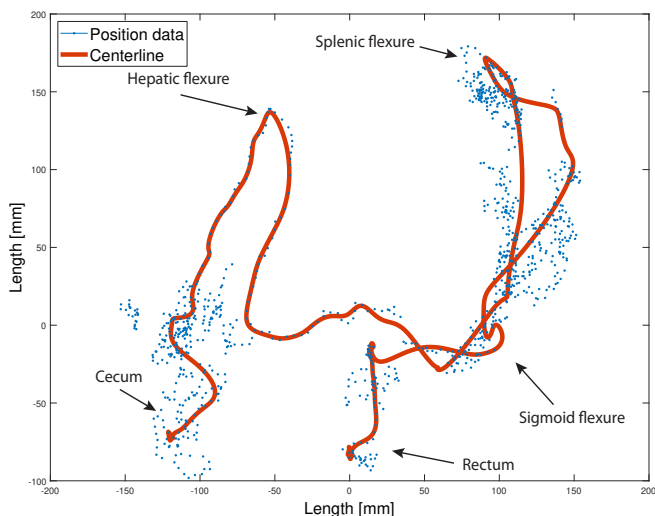 Position data
Centerline
Splenic flexure
Hepatic flexure
Cecum
Sigmoid flexure
Rectum
Length [mm]
200
150
100
50
0
-50
-100
-200 -150 -100 -50 0 50 100 150 200
Length [mm]